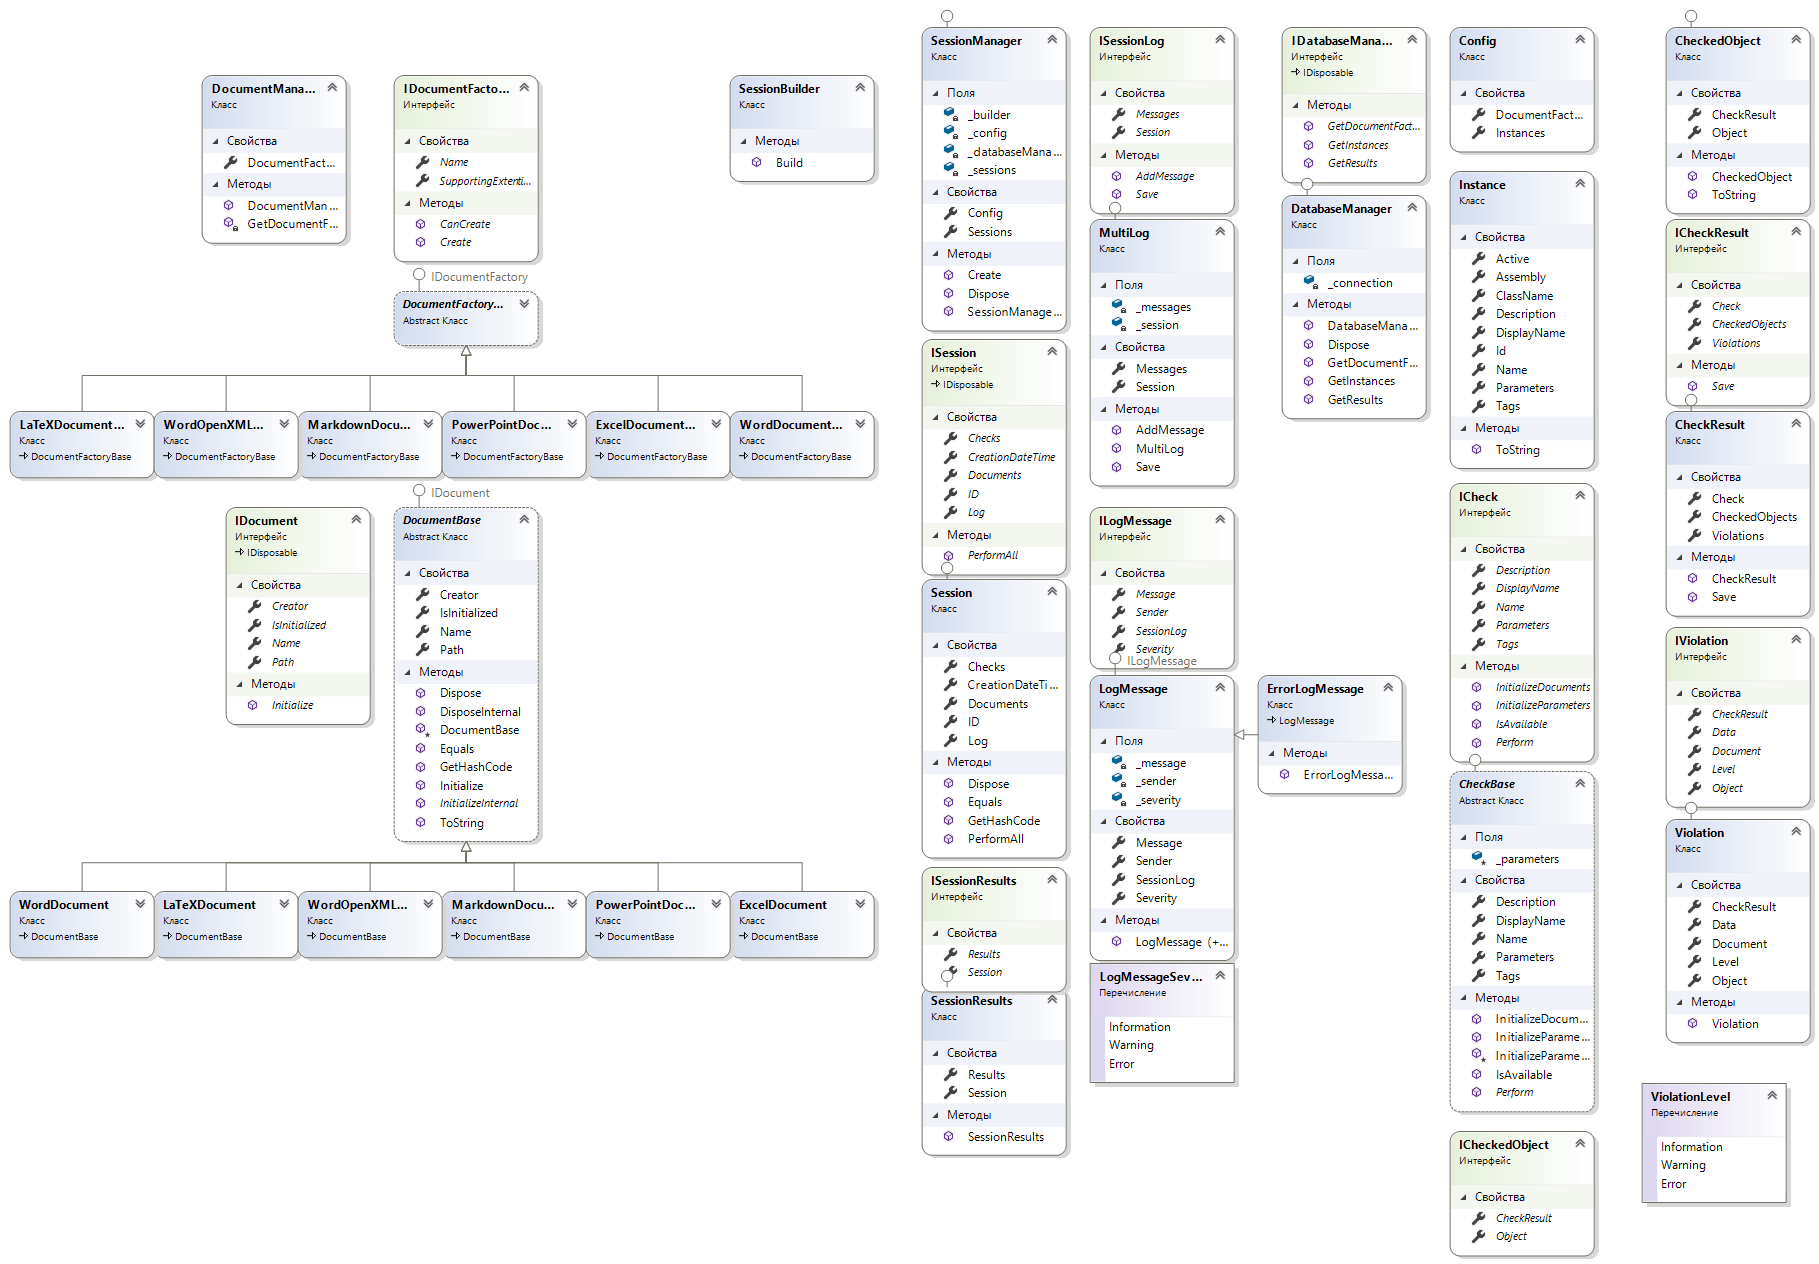 DocumentMana...
Класс
Свойства
DocumentFact...
Методы
DocumentMan...
GetDocumentF...
IDocumentFacto...
Интерфейс
Свойства
Name
SupportingExtenti...
Методы
CanCreate
Create
SessionBuilder
Класс
Методы
Build
IDocumentFactory
DocumentFactory...
Abstract Класс
LaTeXDocument...
Класс
DocumentFactoryBase
WordOpenXML...
Класс
DocumentFactoryBase
MarkdownDocu...
Класс
DocumentFactoryBase
PowerPointDoc...
Класс
DocumentFactoryBase
ExcelDocument...
Класс
DocumentFactoryBase
WordDocument...
Класс
DocumentFactoryBase
IDocument
Интерфейс
IDisposable
Свойства
Creator
IsInitialized
Name
Path
Методы
Initialize
IDocument
DocumentBase
Abstract Класс
Свойства
Creator
IsInitialized
Name
Path
Методы
Dispose
DisposeInternal
DocumentBase
Equals
GetHashCode
Initialize
InitializeInternal
ToString
WordDocument
Класс
DocumentBase
LaTeXDocument
Класс
DocumentBase
WordOpenXML...
Класс
DocumentBase
MarkdownDocu...
Класс
DocumentBase
PowerPointDoc...
Класс
DocumentBase
ExcelDocument
Класс
DocumentBase
SessionManager
Класс
Поля
_builder
_config
_databaseMana...
_sessions
Свойства
Config
Sessions
Методы
Create
Dispose
SessionManage...
ISession
Интерфейс
IDisposable
Свойства
Checks
CreationDateTime
Documents
ID
Log
Методы
PerformAll
Session
Класс
Свойства
Checks
CreationDateTi...
Documents
ID
Log
Методы
Dispose
Equals
GetHashCode
PerformAll
ISessionResults
Интерфейс
Свойства
Results
Session
SessionResults
Класс
Свойства
Results
Session
Методы
SessionResults
ISessionLog
Интерфейс
Свойства
Messages
Session
Методы
AddMessage
Save
MultiLog
Класс
Поля
_messages
_session
Свойства
Messages
Session
Методы
AddMessage
MultiLog
Save
ILogMessage
Интерфейс
Свойства
Message
Sender
SessionLog
Severity
ILogMessage
LogMessage
Класс
Поля
_message
_sender
_severity
Свойства
Message
Sender
SessionLog
Severity
Методы
LogMessage (+...
LogMessageSev...
Перечисление
Information
Warning
Error
ErrorLogMessage
Класс
LogMessage
Методы
ErrorLogMessa...
IDatabaseMana...
Интерфейс
IDisposable
Методы
GetDocumentFact...
GetInstances
GetResults
DatabaseManager
Класс
Поля
_connection
Методы
DatabaseMana...
Dispose
GetDocumentF...
GetInstances
GetResults
Config
Класс
Свойства
DocumentFac...
Instances
Instance
Класс
Свойства
Active
Assembly
ClassName
Description
DisplayName
Id
Name
Parameters
Tags
Методы
ToString
ICheck
Интерфейс
Свойства
Description
DisplayName
Name
Parameters
Tags
Методы
InitializeDocuments
InitializeParameters
IsAvailable
Perform
CheckBase
Abstract Класс
Поля
_parameters
Свойства
Description
DisplayName
Name
Parameters
Tags
Методы
InitializeDocum...
InitializeParame...
InitializeParame...
IsAvailable
Perform
ICheckedObject
Интерфейс
Свойства
CheckResult
Object
CheckedObject
Класс
Свойства
CheckResult
Object
Методы
CheckedObject
ToString
ICheckResult
Интерфейс
Свойства
Check
CheckedObjects
Violations
Методы
Save
CheckResult
Класс
Свойства
Check
CheckedObjects
Violations
Методы
CheckResult
Save
IViolation
Интерфейс
Свойства
CheckResult
Data
Document
Level
Object
Violation
Класс
Свойства
CheckResult
Data
Document
Level
Object
Методы
Violation
ViolationLevel
Перечисление
Information
Warning
Error